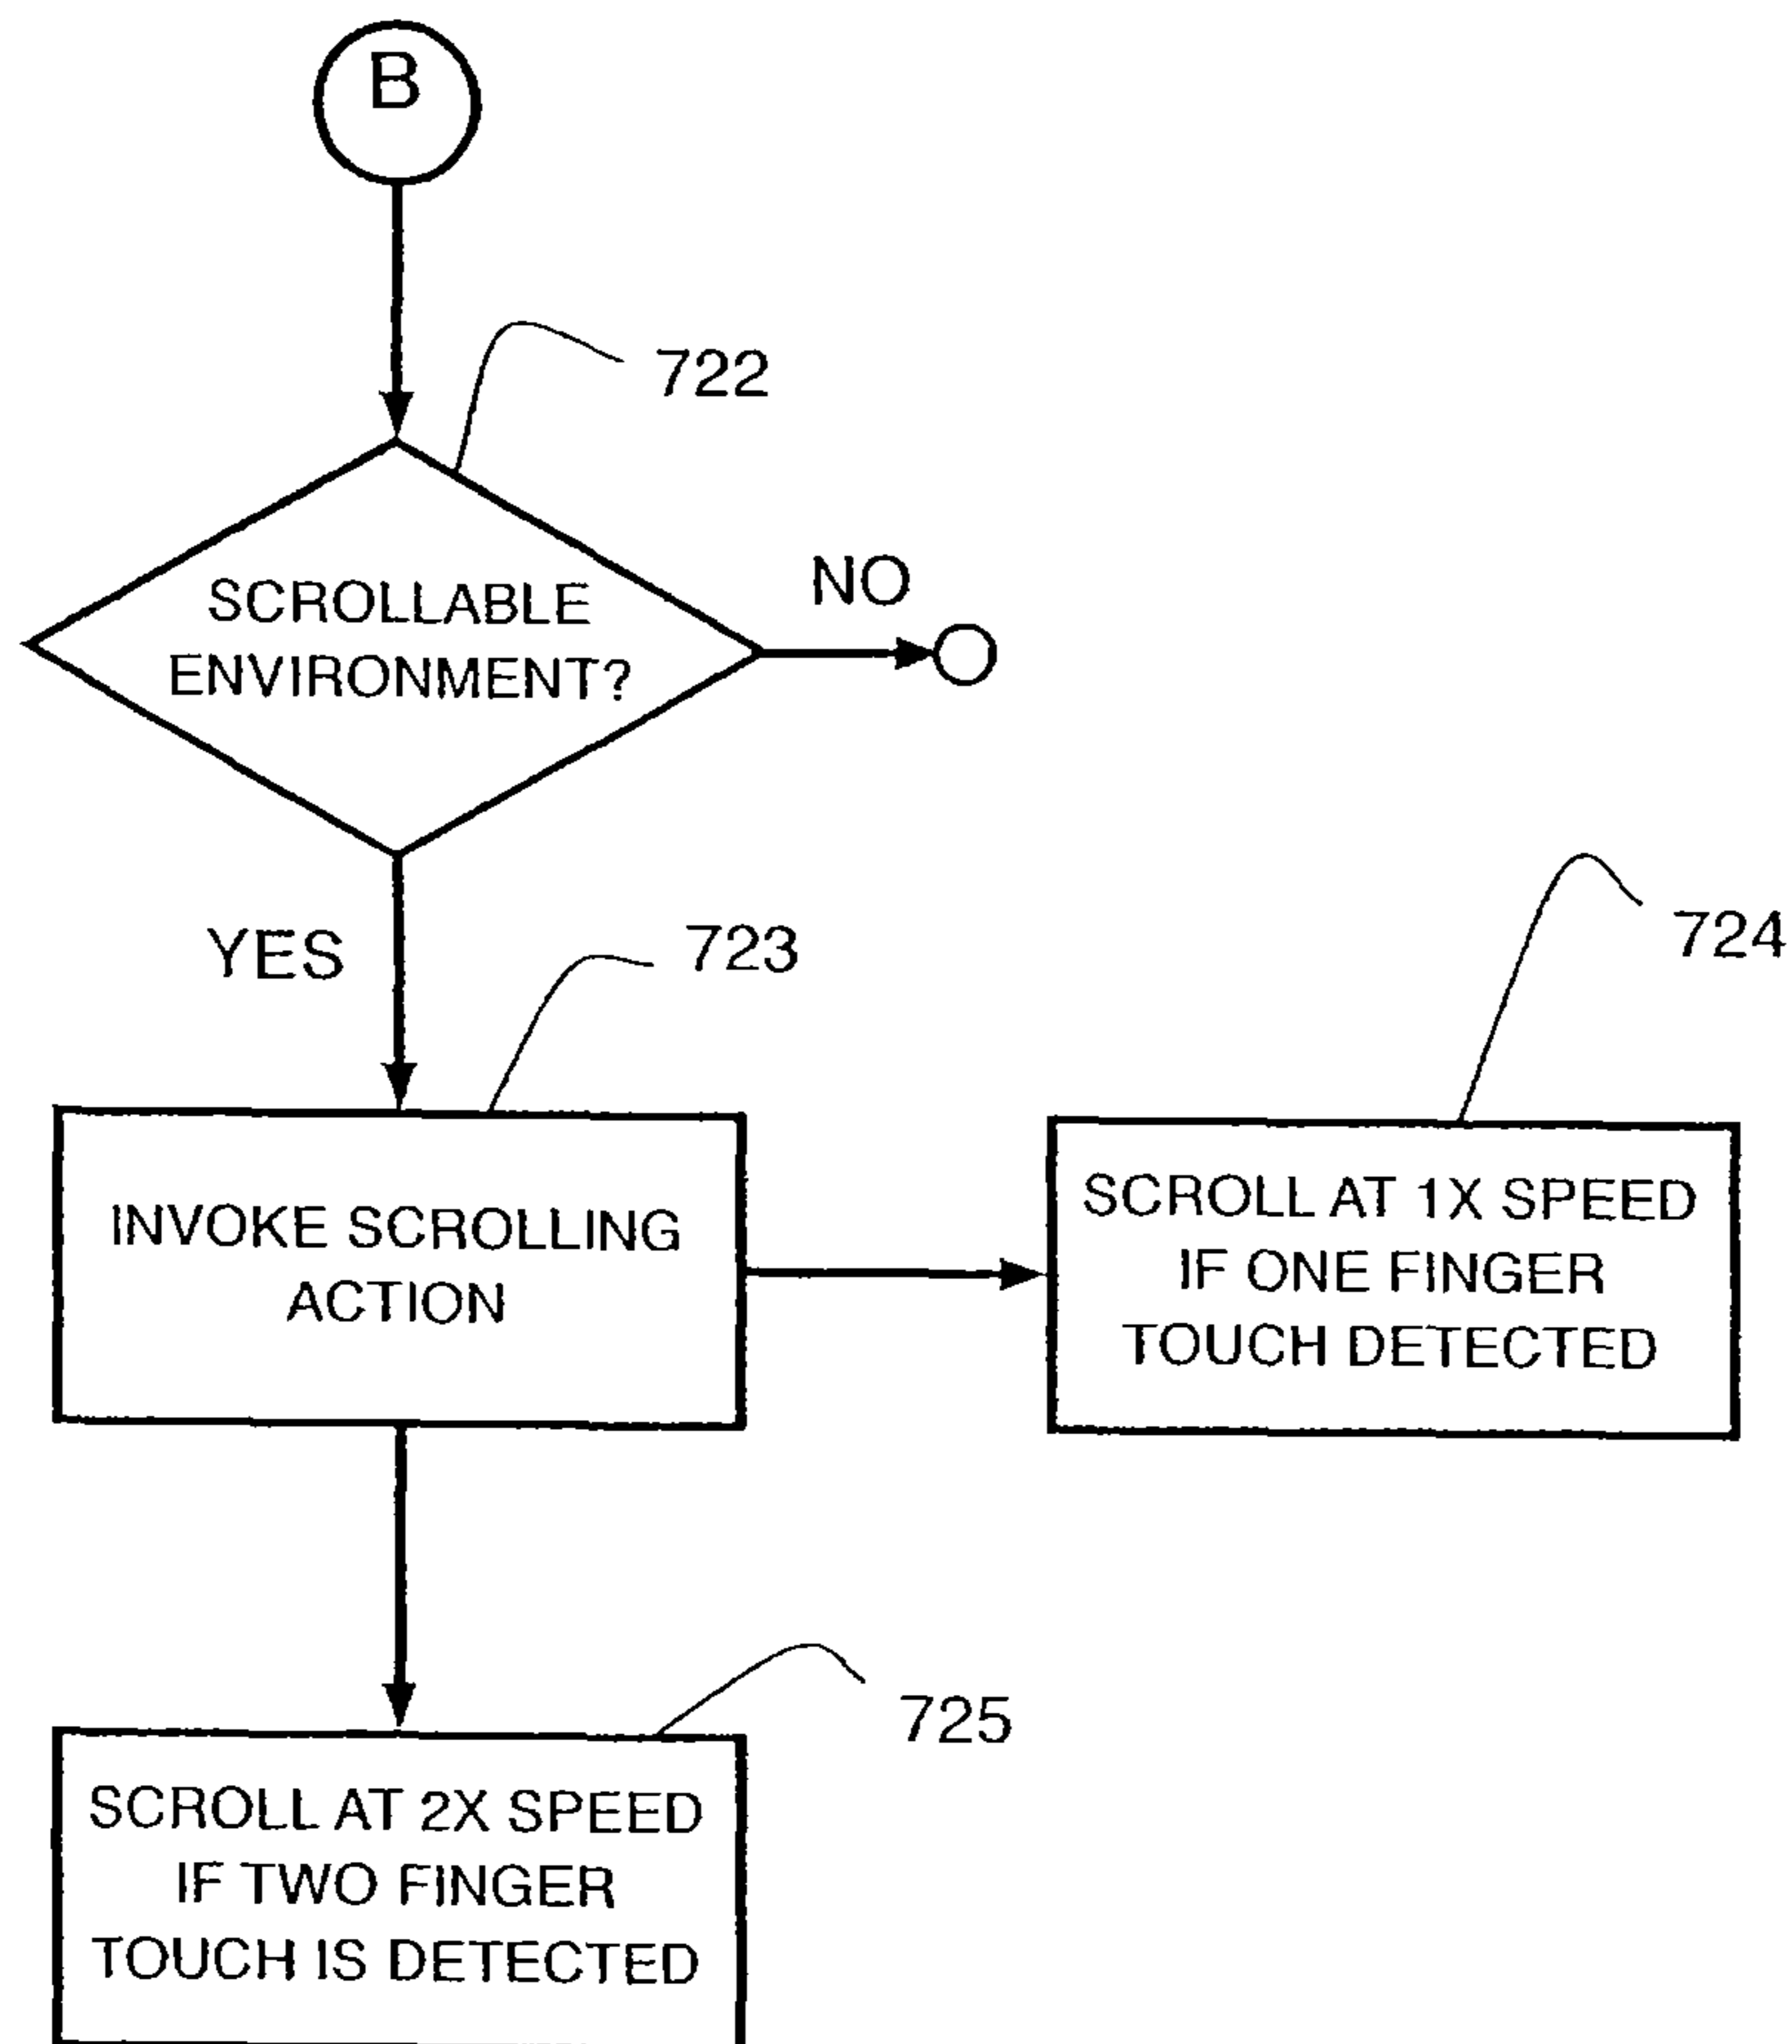 B
722
SCROLLABLE
ENVIRONMENT?
NO
YES
723
INVOKE SCROLLING
ACTION
724
SCROLL AT 1X SPEED
IF ONE FINGER
TOUCH DETECTED
725
SCROLL AT 2X SPEED
IF TWO FINGER
TOUCH IS DETECTED